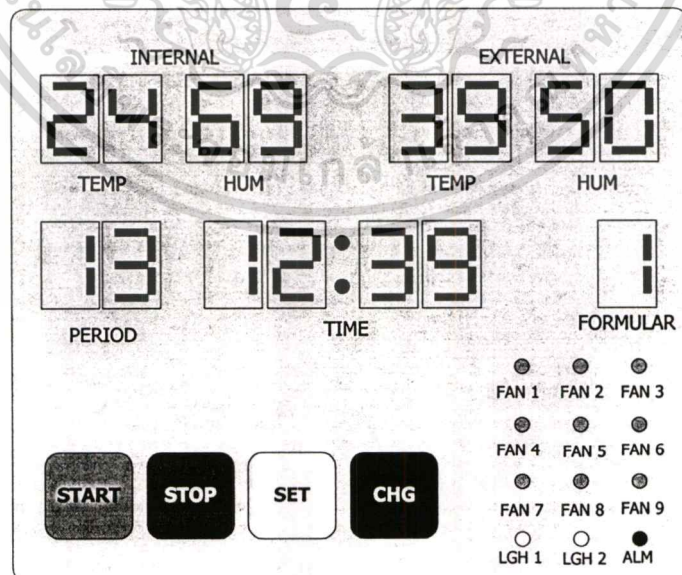 INTERNAL EXTERNAL
24 69 39 50
TEMP HUM TEMP HUM
13 12:39 1
PERIOD TIME FORMULAR
FAN 1 FAN 2 FAN 3
FAN 4 FAN 5 FAN 6
START STOP SET CHG
FAN 7 FAN 8 FAN 9
LGH 1 LGH 2 ALM